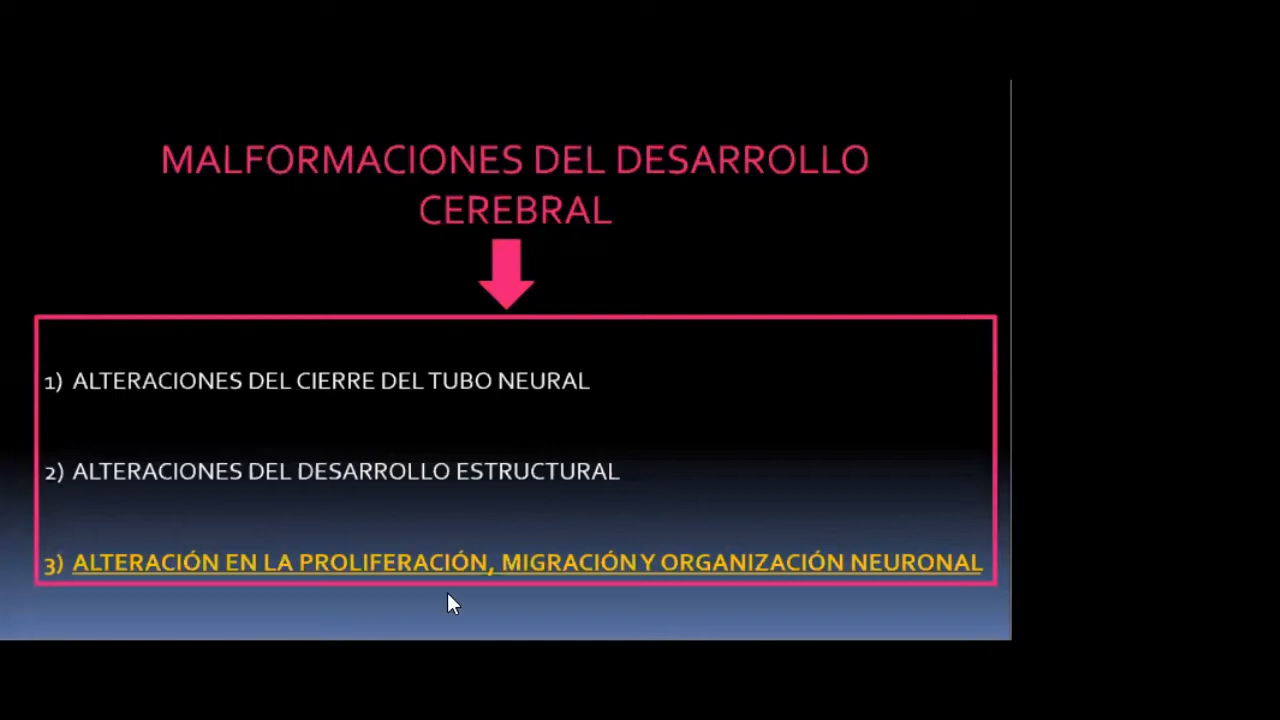 MALFORMACIONES DEL DESARROLLO
CEREBRAL
1) ALTERACIONES DEL CIERRE DEL TUBO NEURAL
2) ALTERACIONES DEL DESARROLLO ESTRUCTURAL
3) ALTERACIÓN EN LA PROLIFERACIÓN, MIGRACIÓN Y ORGANIZACIÓN NEURONAL